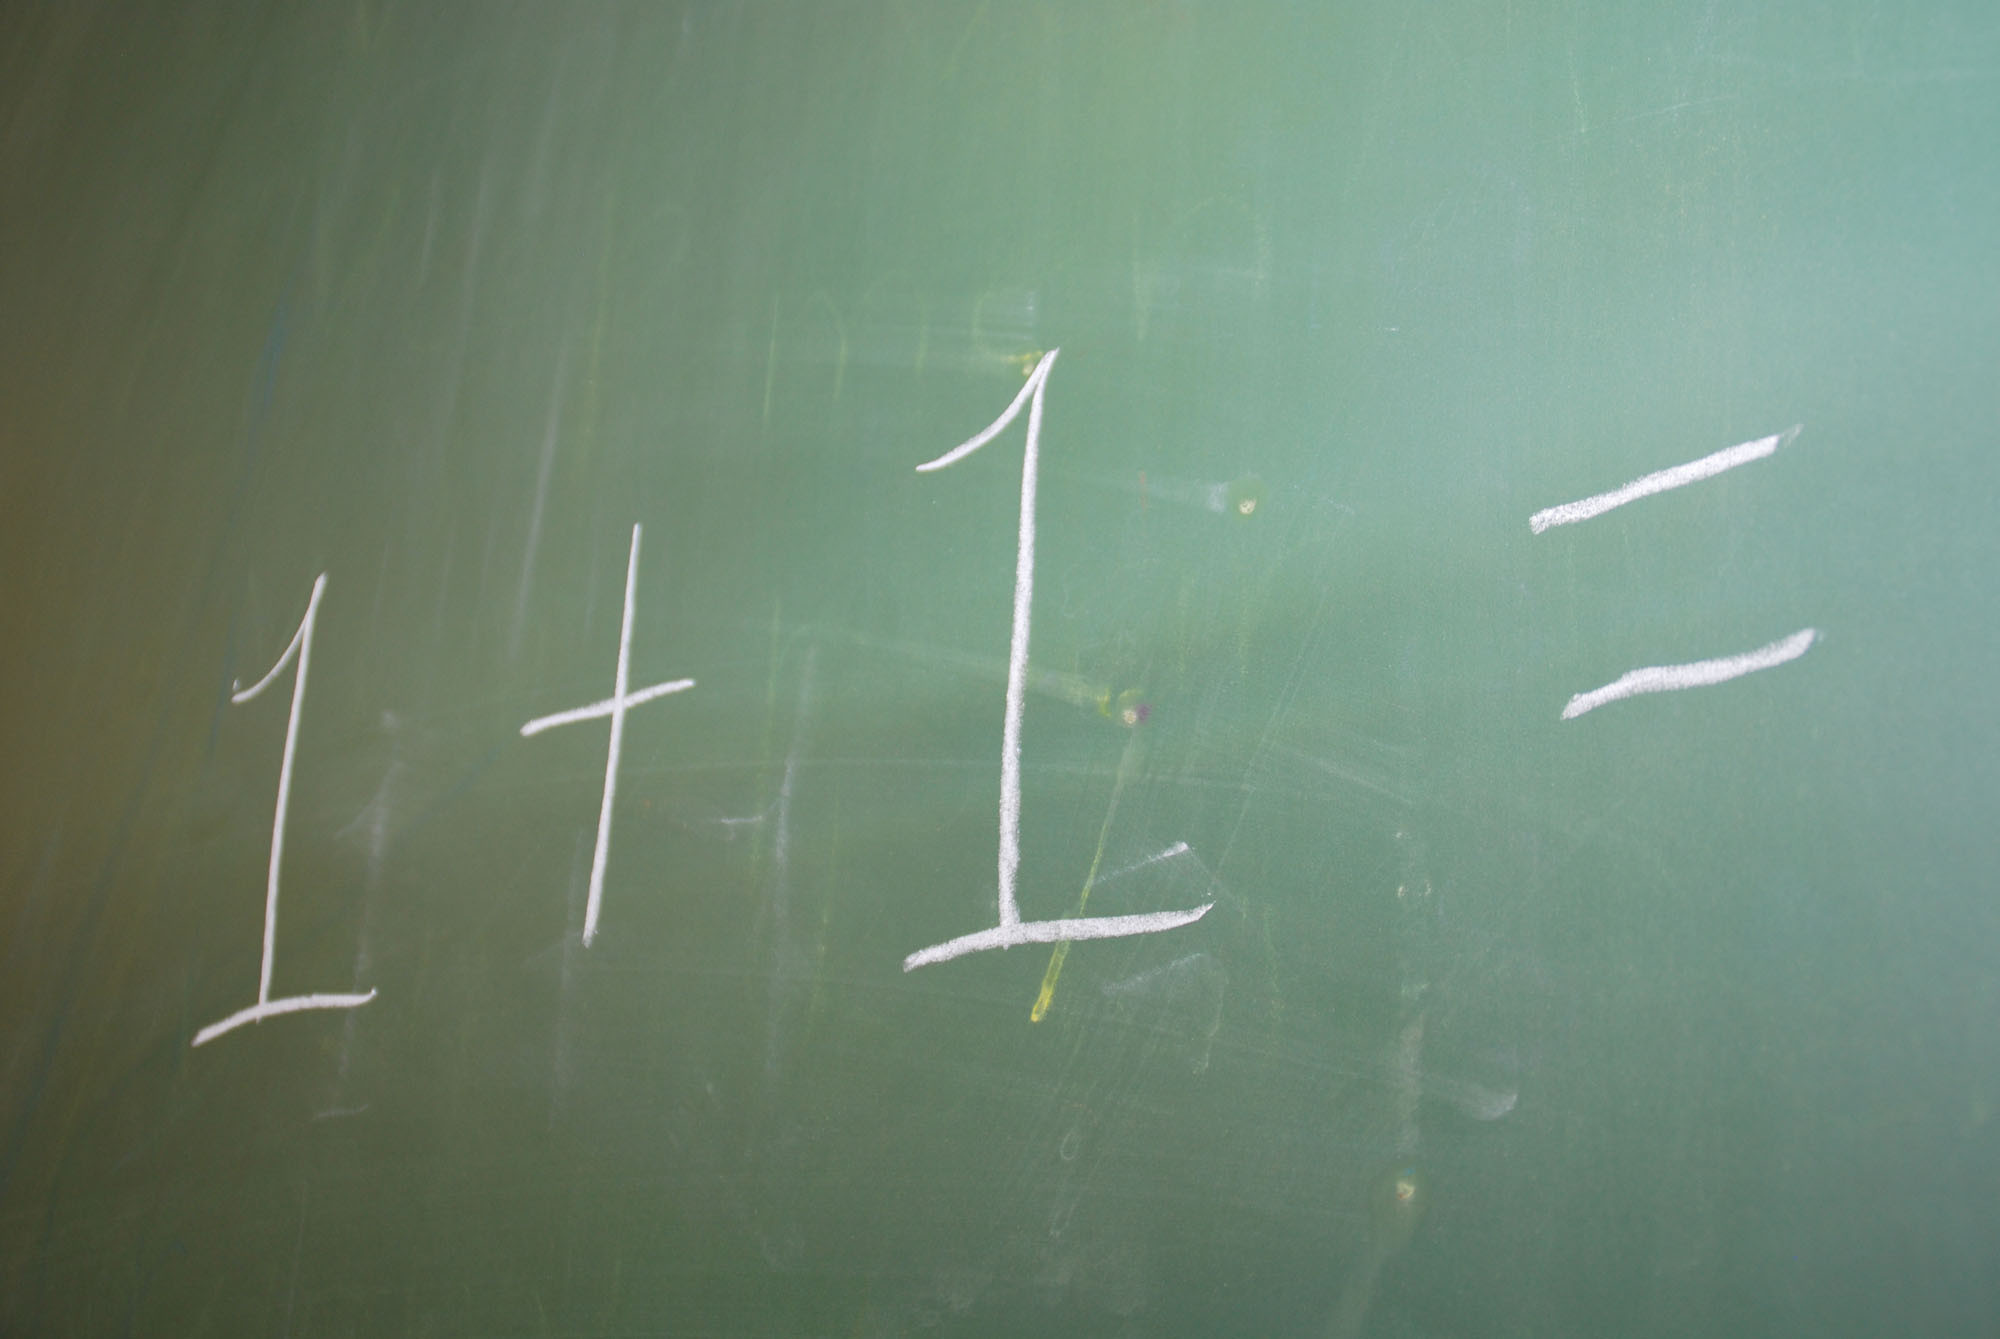 1 + 1 =